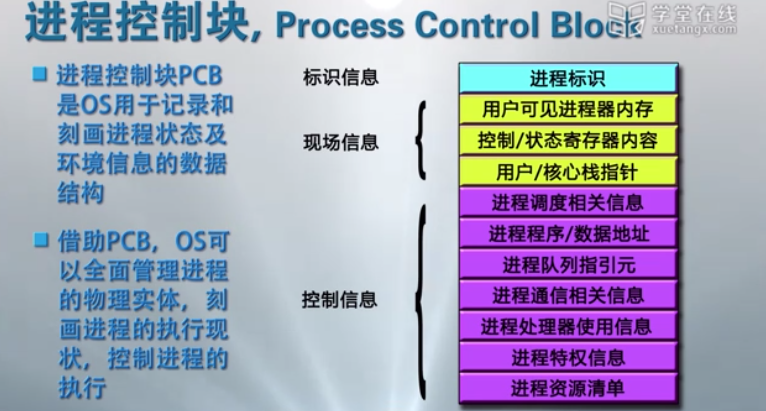 进程控制块, Process Control Block
学堂在线
xuetangx.com
进程控制块PCB
是OS用于记录和
刻画进程状态及
环境信息的数据
结构
借助PCB，OS可
以全面管理进程
的物理实体，刻
画进程的执行现
状，控制进程的
执行
标识信息
现场信息
控制信息
进程标识
用户可见进程器内存
控制/状态寄存器内容
用户/核心栈指针
进程调度相关信息
进程程序/数据地址
进程队列指引元
进程通信相关信息
进程处理器使用信息
进程特权信息
进程资源清单